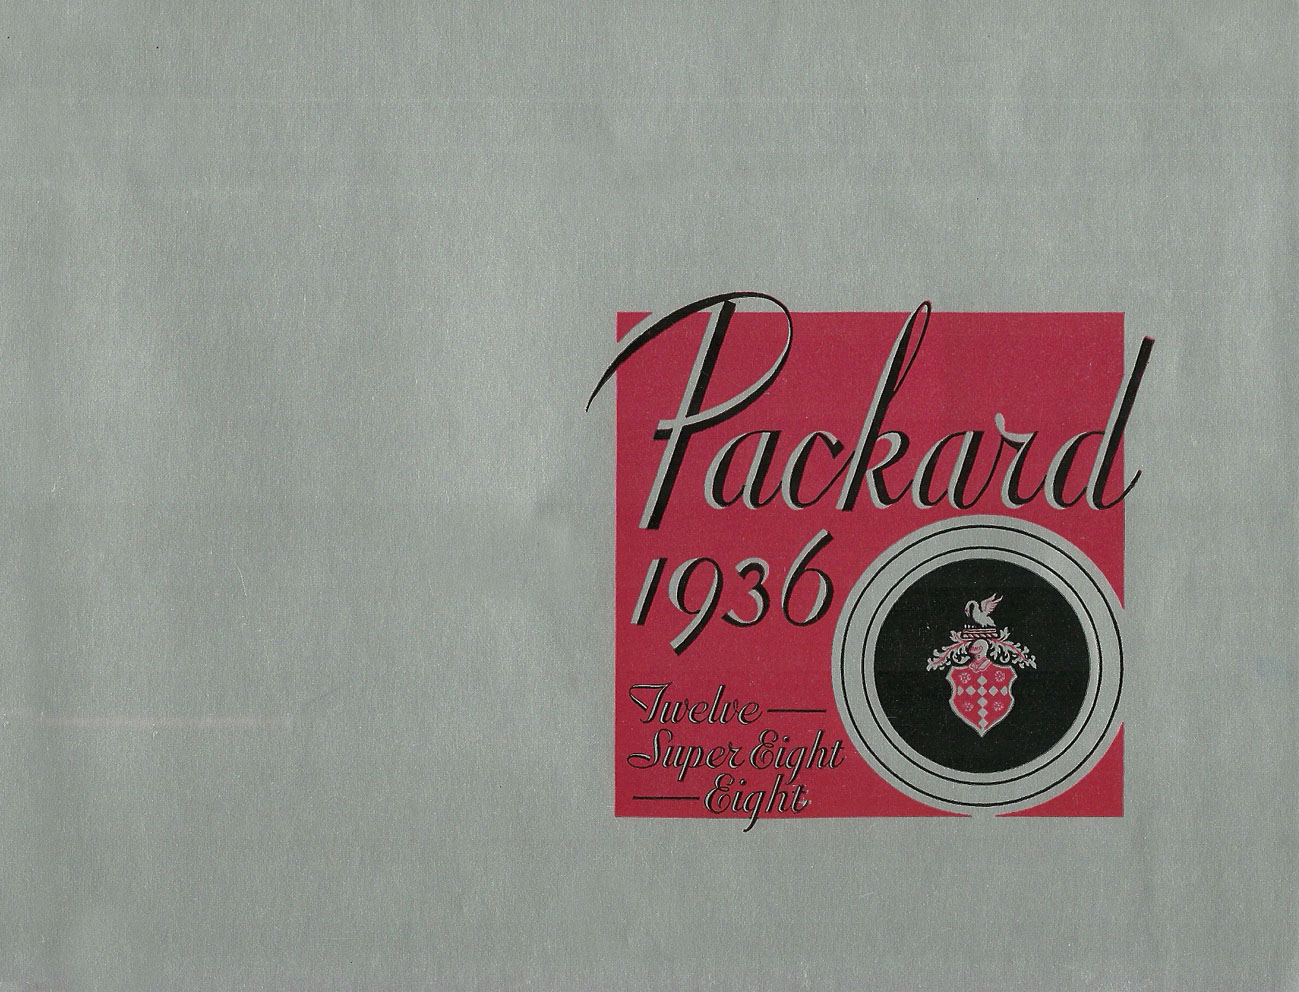 Packard
1936
Twelve —
Super Eight
— Eight